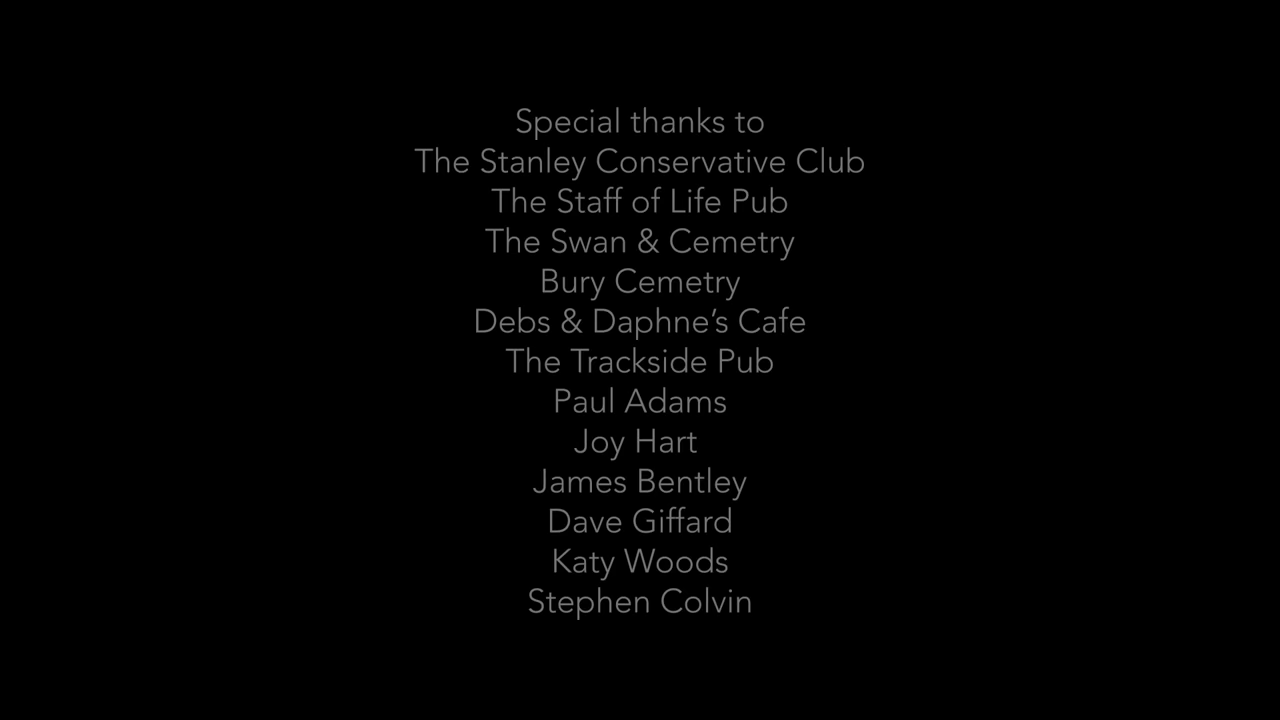 Special thanks to
The Stanley Conservative Club
The Staff of Life Pub
The Swan & Cemetry
Bury Cemetry
Debs & Daphne’s Cafe
The Trackside Pub
Paul Adams
Joy Hart
James Bentley
Dave Giffard
Katy Woods
Stephen Colvin